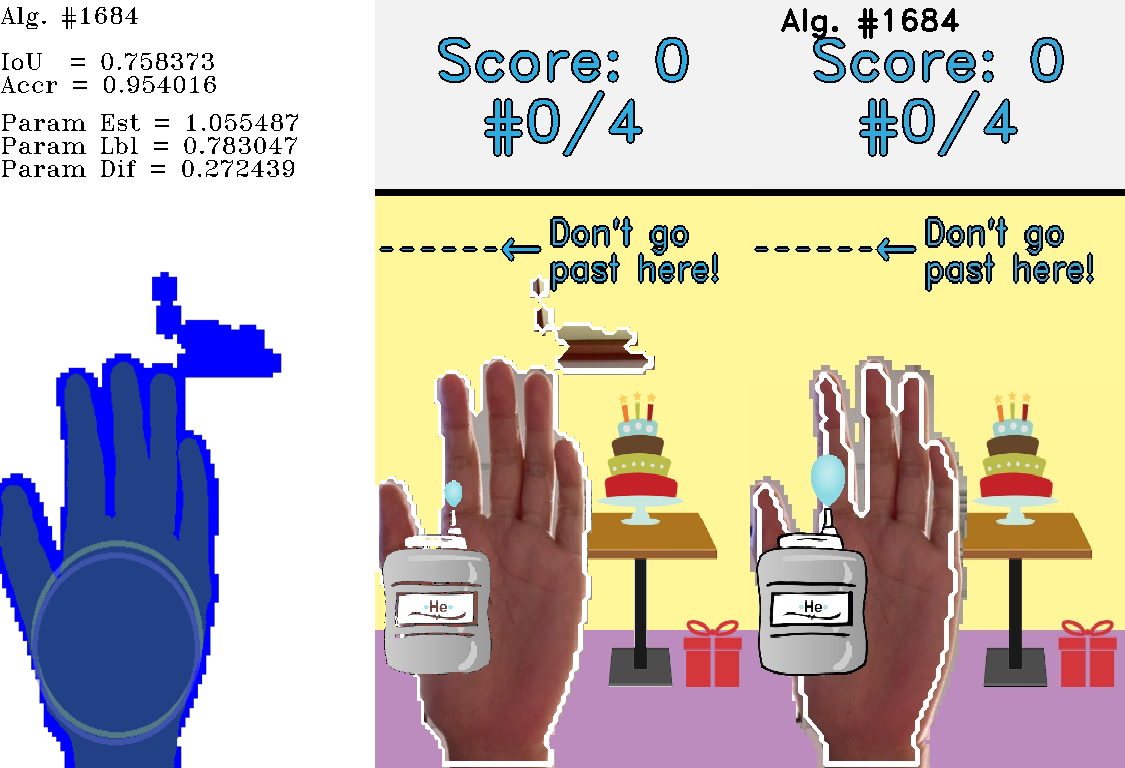 Alg. #1684
IoU = 0.758373
Accr = 0.954016
Param Est = 1.055487
Param Lbl = 0.783047
Param Dif = 0.272439
Score: 0
#0/4
Don't go
past here!
He
Alg. #1684
Score: 0
#0/4
Don't go
past here!
He